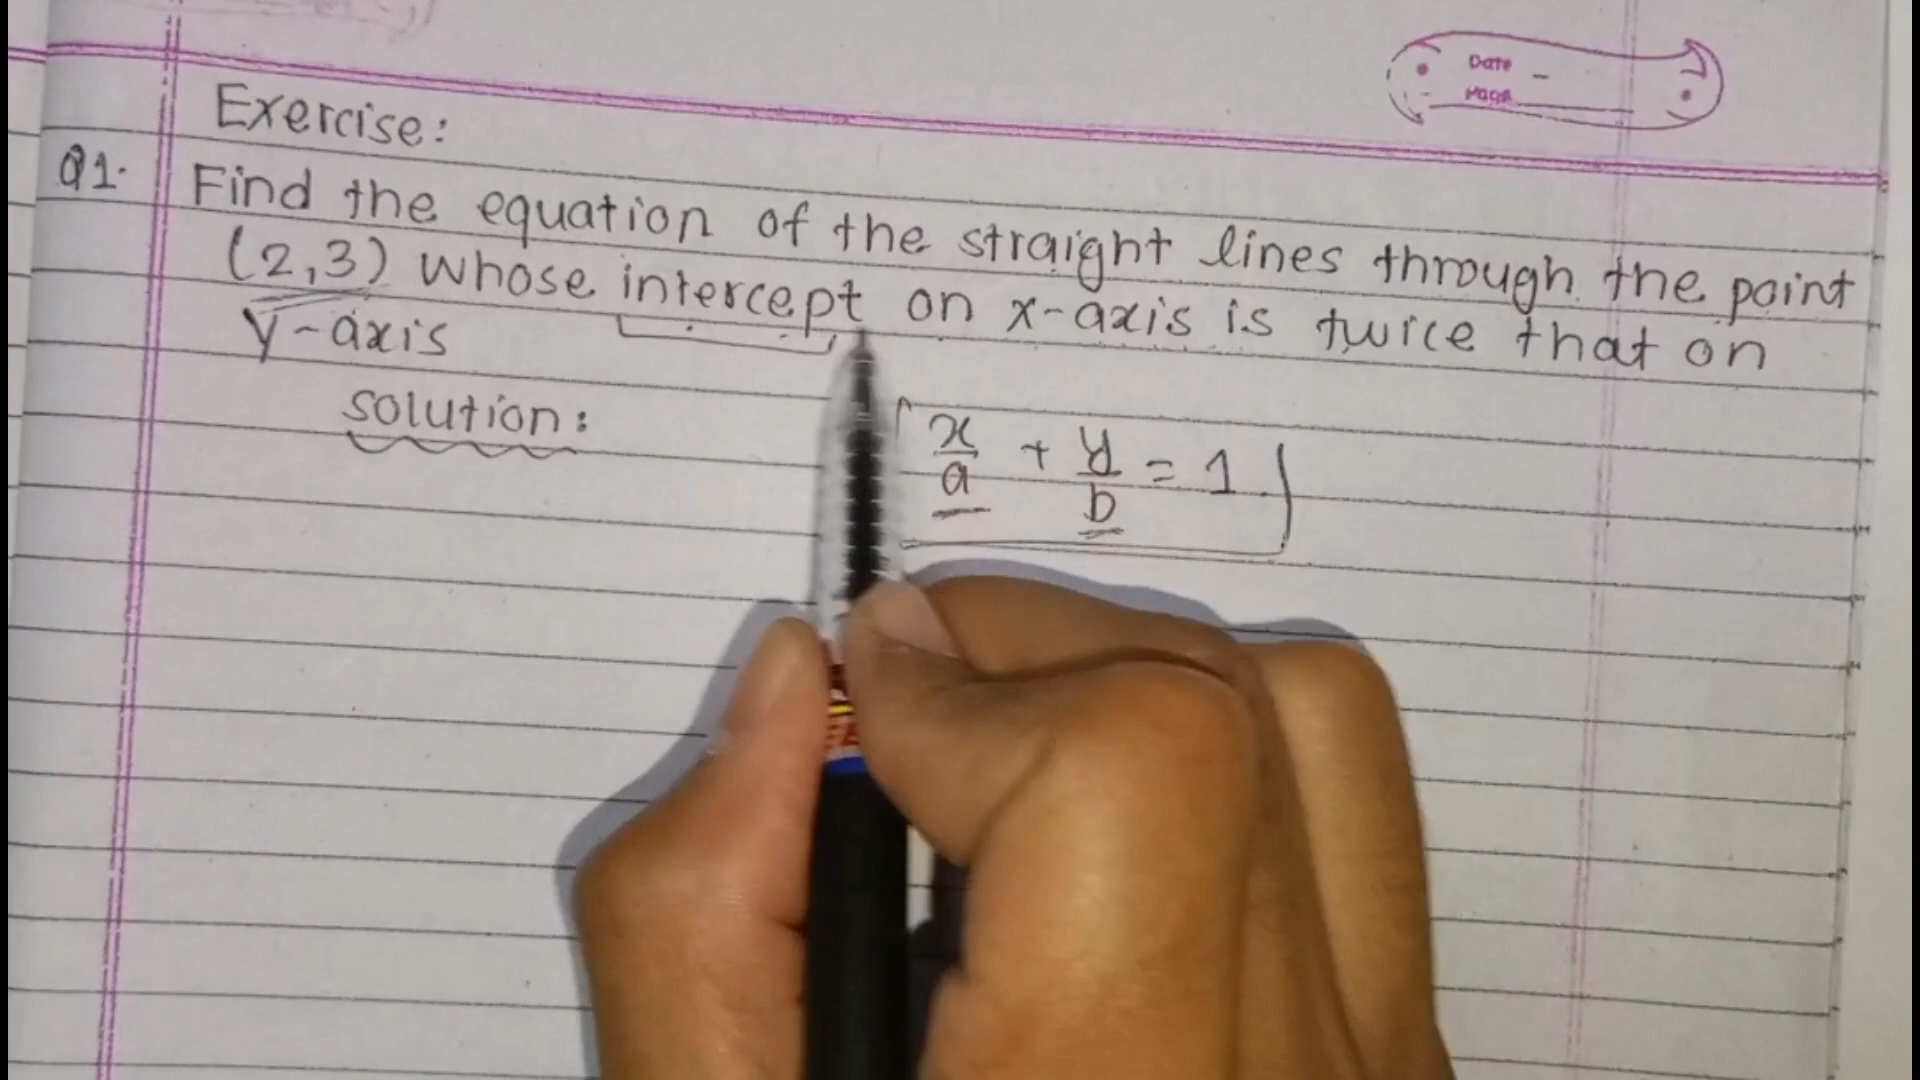 Date
Page
Exercise:
Q1. Find the equation of the straight lines through the point
(2,3) whose intercept on x-axis is twice that on
y-axis
solution:
x/a + y/b = 1